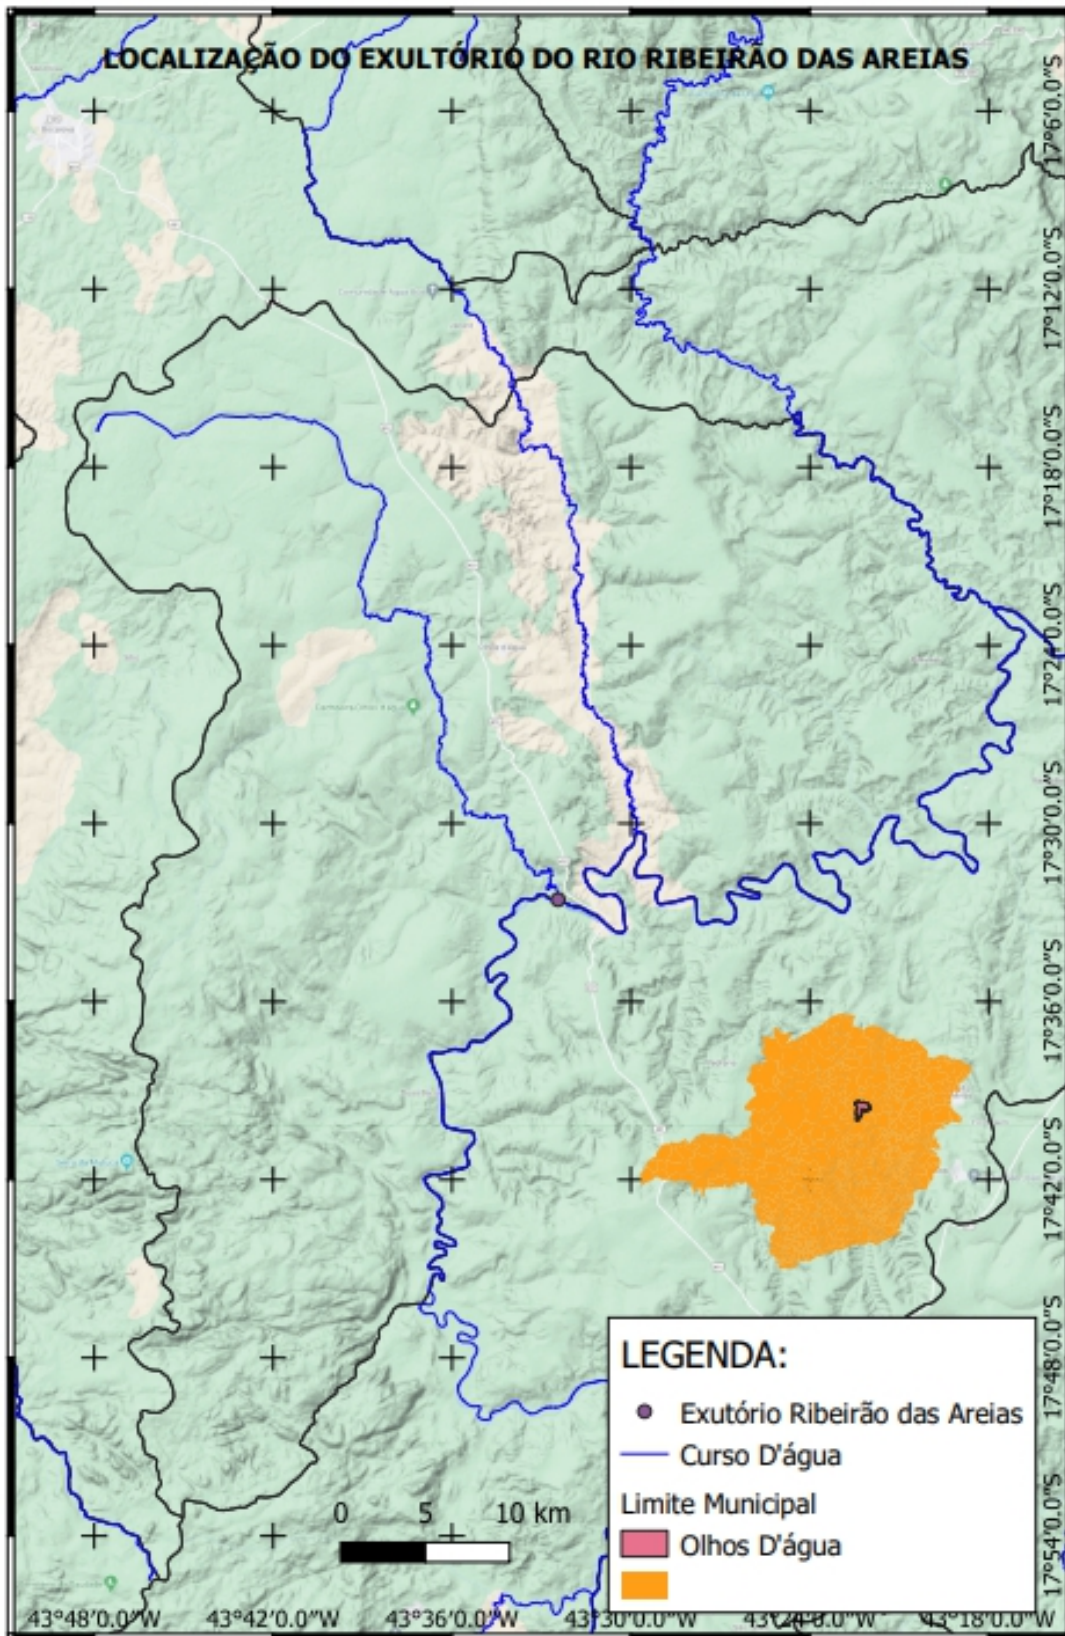 LOCALIZAÇÃO DO EXULTÓRIO DO RIO RIBEIRÃO DAS AREIAS
17°6'0.0"S
17°12'0.0"S
17°18'0.0"S
17°24'0.0"S
17°30'0.0"S
17°36'0.0"S
17°42'0.0"S
17°48'0.0"S
17°54'0.0"S
LEGENDA:
Exutório Ribeirão das Areias
Curso D'água
Limite Municipal
Olhos D'água
0 5 10 km
43°48'0.0"W 43°42'0.0"W 43°36'0.0"W 43°30'0.0"W 43°24'0.0"W 43°18'0.0"W